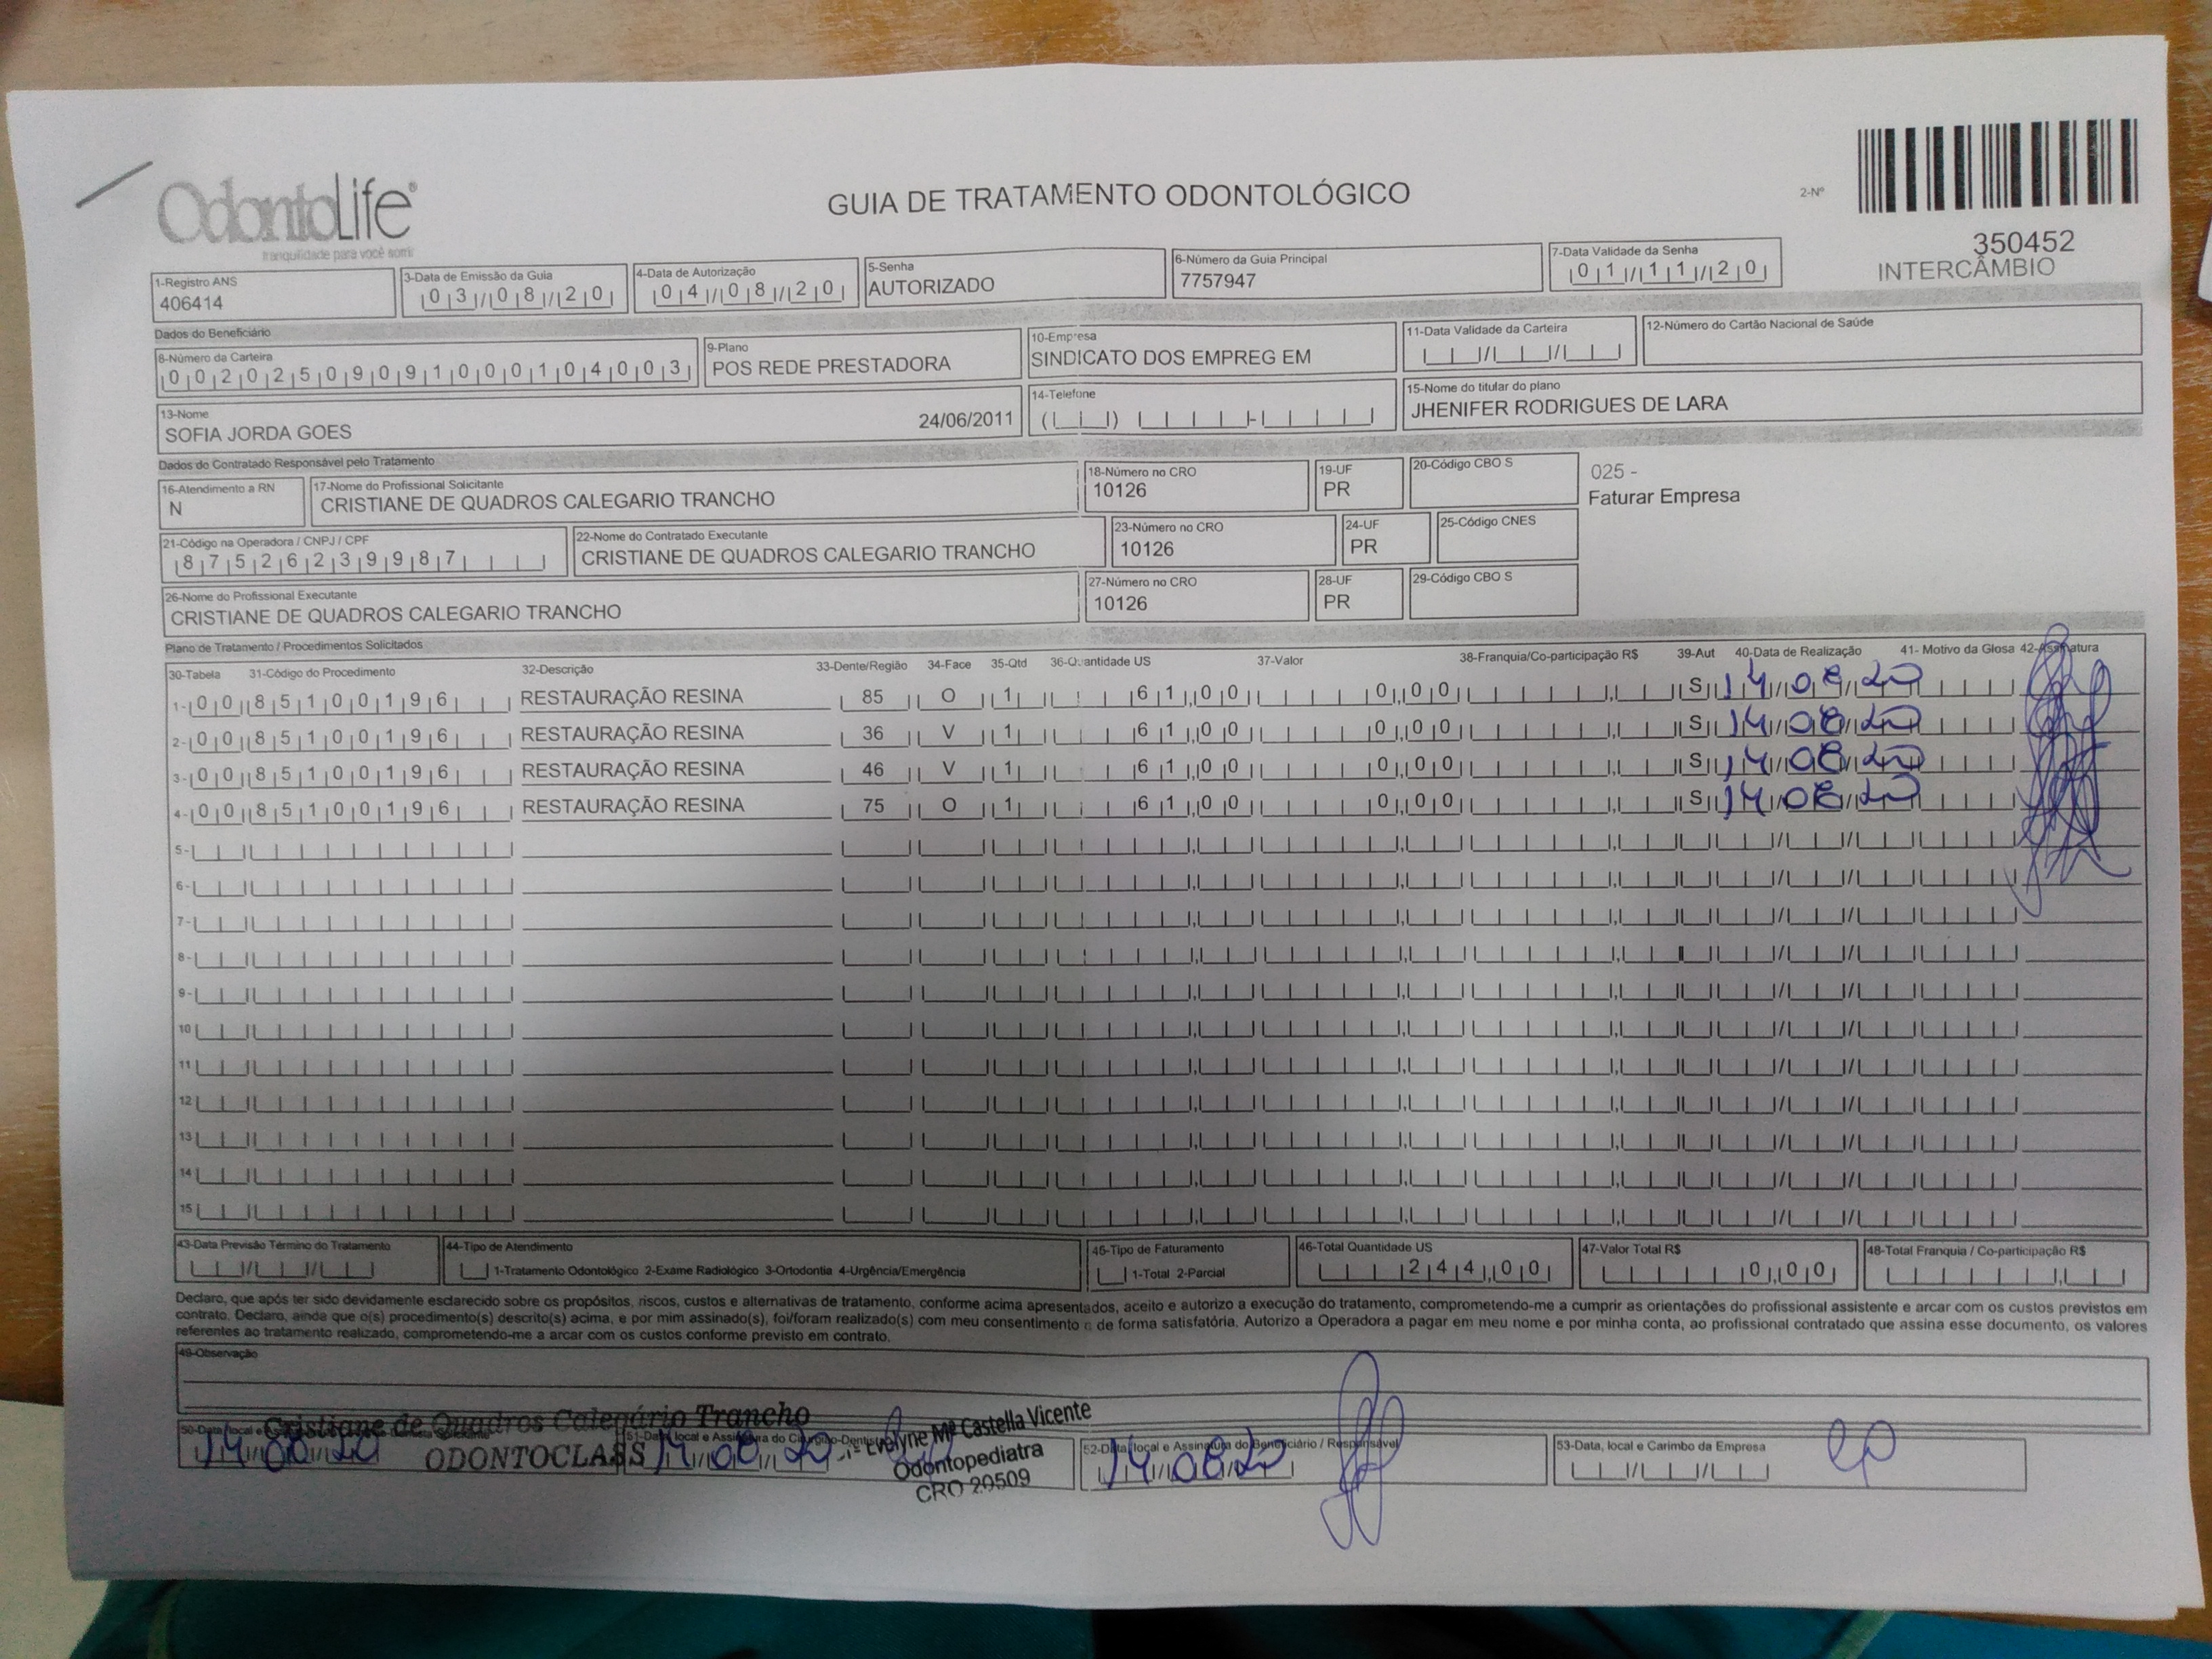 OdontoLife®
tranquilidade para você sorrir
GUIA DE TRATAMENTO ODONTOLÓGICO
2-Nº
350452
INTERCÂMBIO
1-Registro ANS
406414
3-Data de Emissão da Guia
03/08/20
4-Data de Autorização
04/08/20
5-Senha
AUTORIZADO
6-Número da Guia Principal
7757947
7-Data Validade da Senha
01/11/20
Dados do Beneficiário
8-Número da Carteira
00202509091000104003
9-Plano
POS REDE PRESTADORA
10-Empresa
SINDICATO DOS EMPREG EM
11-Data Validade da Carteira
12-Número do Cartão Nacional de Saúde
13-Nome
SOFIA JORDA GOES 24/06/2011
14-Telefone
15-Nome do titular do plano
JHENIFER RODRIGUES DE LARA
Dados do Contratado Responsável pelo Tratamento
16-Atendimento a RN
N
17-Nome do Profissional Solicitante
CRISTIANE DE QUADROS CALEGARIO TRANCHO
18-Número no CRO
10126
19-UF
PR
20-Código CBO S
025 -
Faturar Empresa
21-Código na Operadora / CNPJ / CPF
87526239987
22-Nome do Contratado Executante
CRISTIANE DE QUADROS CALEGARIO TRANCHO
23-Número no CRO
10126
24-UF
PR
25-Código CNES
26-Nome do Profissional Executante
CRISTIANE DE QUADROS CALEGARIO TRANCHO
27-Número no CRO
10126
28-UF
PR
29-Código CBO S
Plano de Tratamento / Procedimentos Solicitados
30-Tabela 31-Código do Procedimento 32-Descrição 33-Dente/Região 34-Face 35-Qtd 36-Quantidade US 37-Valor 38-Franquia/Co-participação R$ 39-Aut 40-Data de Realização 41- Motivo da Glosa 42-Assinatura
1- 00 85100196 RESTAURAÇÃO RESINA 85 O 1 61,00 0,00 S 14/08/20
2- 00 85100196 RESTAURAÇÃO RESINA 36 V 1 61,00 0,00 S 14/08/20
3- 00 85100196 RESTAURAÇÃO RESINA 46 V 1 61,00 0,00 S 14/08/20
4- 00 85100196 RESTAURAÇÃO RESINA 75 O 1 61,00 0,00 S 14/08/20
5-
6-
7-
8-
9-
10
11
12
13
14
15
43-Data Previsão Término do Tratamento
44-Tipo de Atendimento
1-Tratamento Odontológico 2-Exame Radiológico 3-Ortodontia 4-Urgência/Emergência
45-Tipo de Faturamento
1-Total 2-Parcial
46-Total Quantidade US
244,00
47-Valor Total R$
0,00
48-Total Franquia / Co-participação R$
Declaro, que após ter sido devidamente esclarecido sobre os propósitos, riscos, custos e alternativas de tratamento, conforme acima apresentados, aceito e autorizo a execução do tratamento, comprometendo-me a cumprir as orientações do profissional assistente e arcar com os custos previstos em
contrato. Declaro, ainda que o(s) procedimento(s) descrito(s) acima, e por mim assinado(s), foi/foram realizado(s) com meu consentimento e de forma satisfatória. Autorizo a Operadora a pagar em meu nome e por minha conta, ao profissional contratado que assina esse documento, os valores
referentes ao tratamento realizado, comprometendo-me a arcar com os custos conforme previsto em contrato.
49-Observação
Cristiane de Quadros Calegário Trancho
ODONTOCLASS
14/08/20
51-Data, local e Assinatura do Cirurgião-Dentista
14/08/20
Evelyne Mª Castella Vicente
Odontopediatra
CRO 20509
52-Data, local e Assinatura do Beneficiário / Responsável
14/08/20
53-Data, local e Carimbo da Empresa